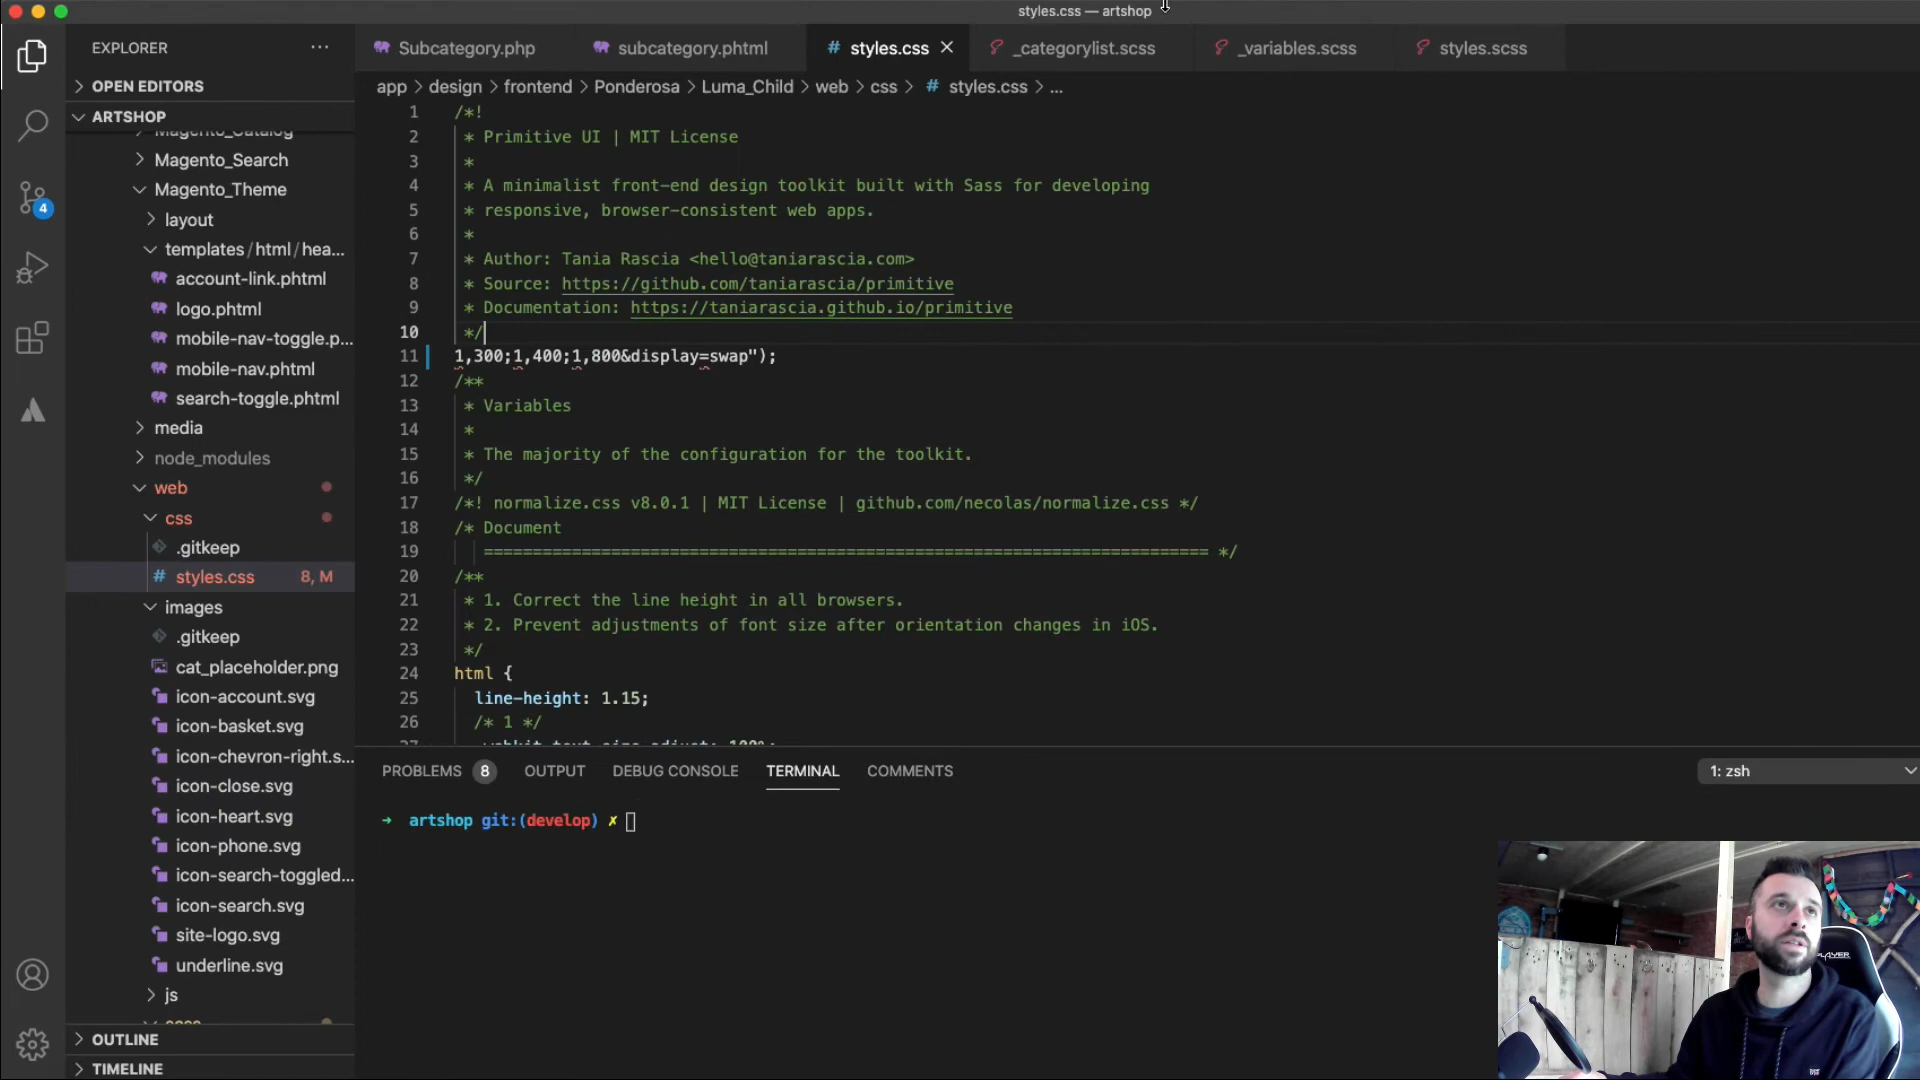 styles.css — artshop
EXPLORER
OPEN EDITORS
ARTSHOP
Magento_Catalog
Magento_Search
Magento_Theme
layout
templates/html/hea...
account-link.phtml
logo.phtml
mobile-nav-toggle.p...
mobile-nav.phtml
search-toggle.phtml
media
node_modules
web
css
.gitkeep
styles.css 8, M
images
.gitkeep
cat_placeholder.png
icon-account.svg
icon-basket.svg
icon-chevron-right.s...
icon-close.svg
icon-heart.svg
icon-phone.svg
icon-search-toggled...
icon-search.svg
site-logo.svg
underline.svg
js
OUTLINE
TIMELINE
4
Subcategory.php subcategory.phtml # styles.css _categorylist.scss _variables.scss styles.scss
app > design > frontend > Ponderosa > Luma_Child > web > css > # styles.css > ...
1 /*!
2 * Primitive UI | MIT License
3 *
4 * A minimalist front-end design toolkit built with Sass for developing
5 * responsive, browser-consistent web apps.
6 *
7 * Author: Tania Rascia <hello@taniarascia.com>
8 * Source: https://github.com/taniarascia/primitive
9 * Documentation: https://taniarascia.github.io/primitive
10 */
11 1,300;1,400;1,800&display=swap");
12 /**
13 * Variables
14 *
15 * The majority of the configuration for the toolkit.
16 */
17 /*! normalize.css v8.0.1 | MIT License | github.com/necolas/normalize.css */
18 /* Document
19 ============================================================================= */
20 /**
21 * 1. Correct the line height in all browsers.
22 * 2. Prevent adjustments of font size after orientation changes in iOS.
23 */
24 html {
25 line-height: 1.15;
26 /* 1 */
27 -webkit-text-size-adjust: 100%;
PROBLEMS 8 OUTPUT DEBUG CONSOLE TERMINAL COMMENTS 1: zsh
→ artshop git:(develop) ✗